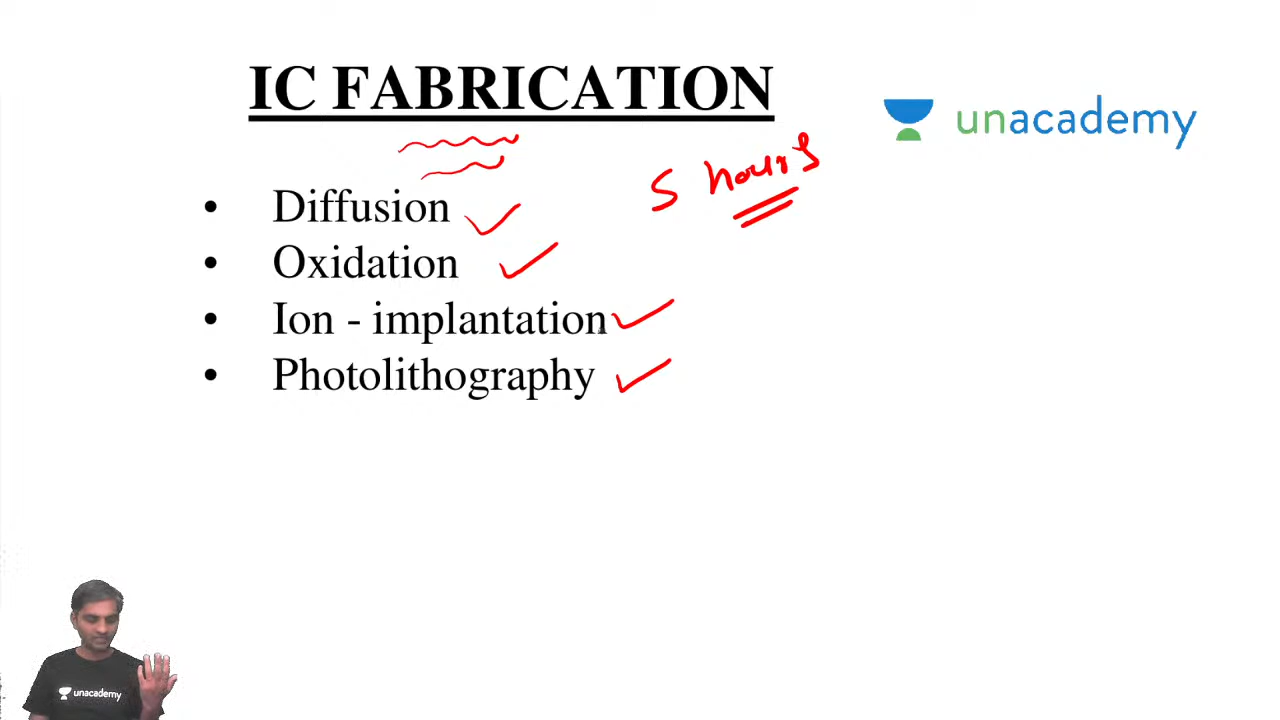 IC FABRICATION
unacademy
5 hours
• Diffusion
• Oxidation
• Ion - implantation
• Photolithography
unacademy